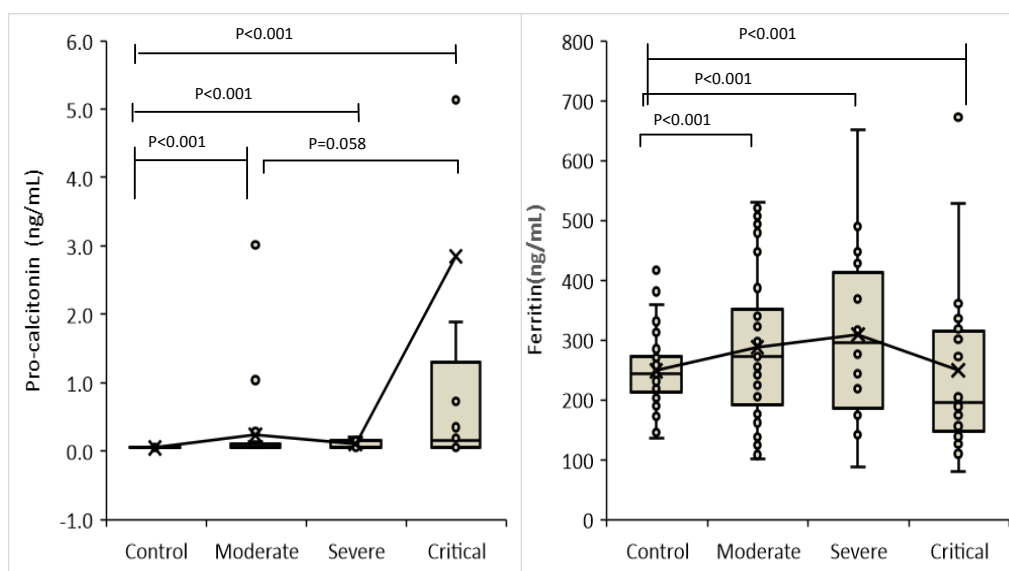 P<0.001
P<0.001
P<0.001
P=0.058
Pro-calcitonin (ng/mL)
6.0
5.0
4.0
3.0
2.0
1.0
0.0
-1.0
Control
Moderate
Severe
Critical
P<0.001
P<0.001
P<0.001
Ferritin(ng/mL)
800
700
600
500
400
300
200
100
0
Control
Moderate
Severe
Critical